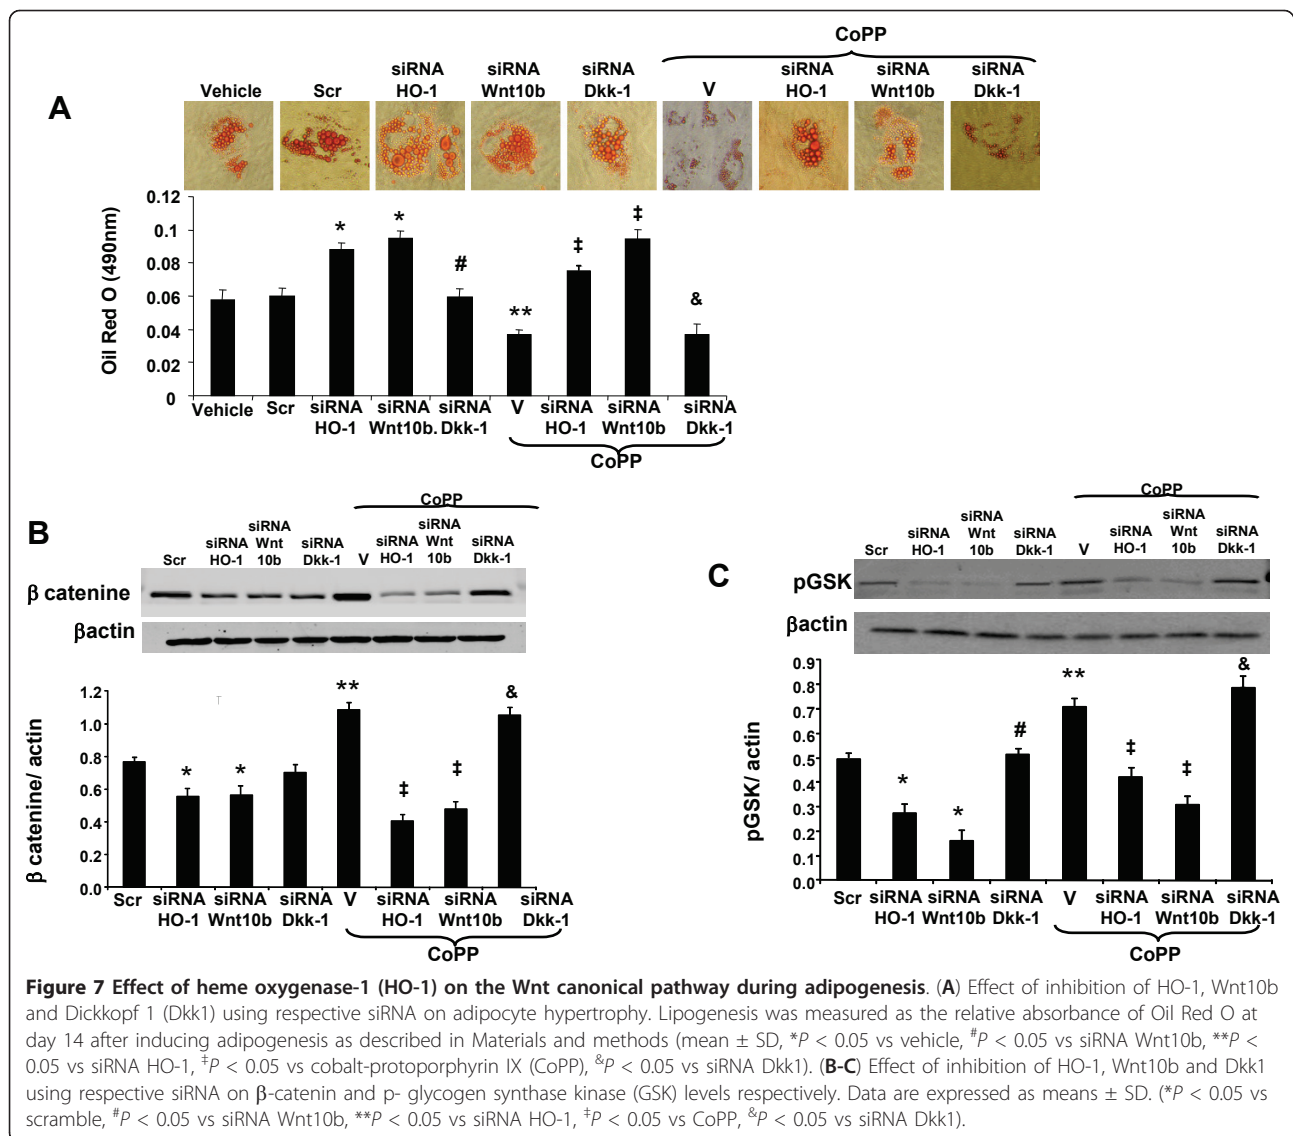 A
CoPP
Vehicle Scr siRNA HO-1 siRNA Wnt10b siRNA Dkk-1 V siRNA HO-1 siRNA Wnt10b siRNA Dkk-1
Oil Red O (490nm)
0.12
0.1
0.08
0.06
0.04
0.02
0
* * # ** ‡ ‡ &
Vehicle Scr siRNA HO-1 siRNA Wnt10b. siRNA Dkk-1 V siRNA HO-1 siRNA Wnt10b siRNA Dkk-1
CoPP
B
CoPP
Scr siRNA HO-1 siRNA Wnt 10b siRNA Dkk-1 V siRNA HO-1 siRNA Wnt 10b siRNA Dkk-1
β catenine
βactin
β catenine/ actin
1.2
1.0
0.8
0.6
0.4
0.2
0.0
* * ** ‡ ‡ &
Scr siRNA HO-1 siRNA Wnt10b siRNA Dkk-1 V siRNA HO-1 siRNA Wnt10b siRNA Dkk-1
CoPP
C
CoPP
Scr siRNA HO-1 siRNA Wnt 10b siRNA Dkk-1 V siRNA HO-1 siRNA Wnt 10b siRNA Dkk-1
pGSK
βactin
pGSK/ actin
0.9
0.8
0.7
0.6
0.5
0.4
0.3
0.2
0.1
0.0
* * # ** ‡ ‡ &
Scr siRNA HO-1 siRNA Wnt10b siRNA Dkk-1 V siRNA HO-1 siRNA Wnt10b siRNA Dkk-1
CoPP
Figure 7 Effect of heme oxygenase-1 (HO-1) on the Wnt canonical pathway during adipogenesis. (A) Effect of inhibition of HO-1, Wnt10b
and Dickkopf 1 (Dkk1) using respective siRNA on adipocyte hypertrophy. Lipogenesis was measured as the relative absorbance of Oil Red O at
day 14 after inducing adipogenesis as described in Materials and methods (mean ± SD, *P < 0.05 vs vehicle, #P < 0.05 vs siRNA Wnt10b, **P <
0.05 vs siRNA HO-1, ‡P < 0.05 vs cobalt-protoporphyrin IX (CoPP), &P < 0.05 vs siRNA Dkk1). (B-C) Effect of inhibition of HO-1, Wnt10b and Dkk1
using respective siRNA on β-catenin and p- glycogen synthase kinase (GSK) levels respectively. Data are expressed as means ± SD. (*P < 0.05 vs
scramble, #P < 0.05 vs siRNA Wnt10b, **P < 0.05 vs siRNA HO-1, ‡P < 0.05 vs CoPP, &P < 0.05 vs siRNA Dkk1).